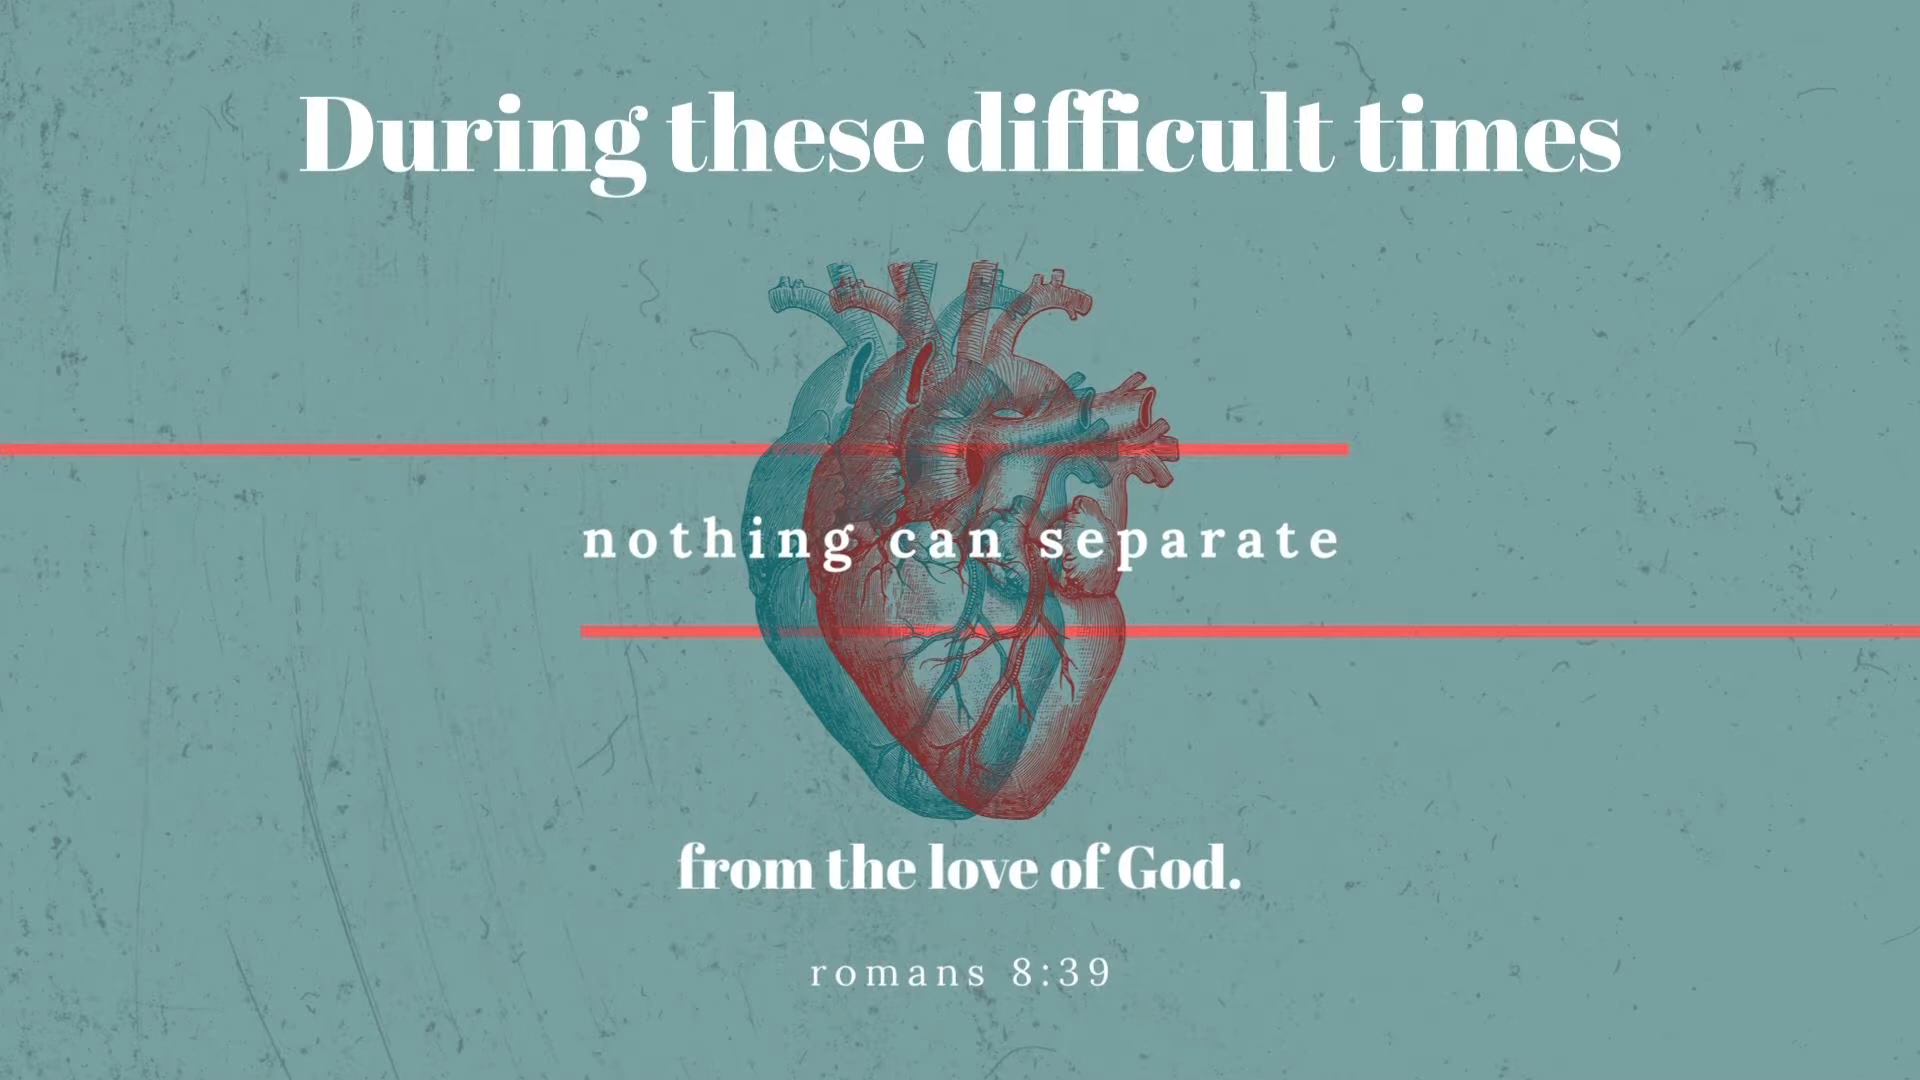 During these difficult times
nothing can separate
from the love of God.
romans 8:39